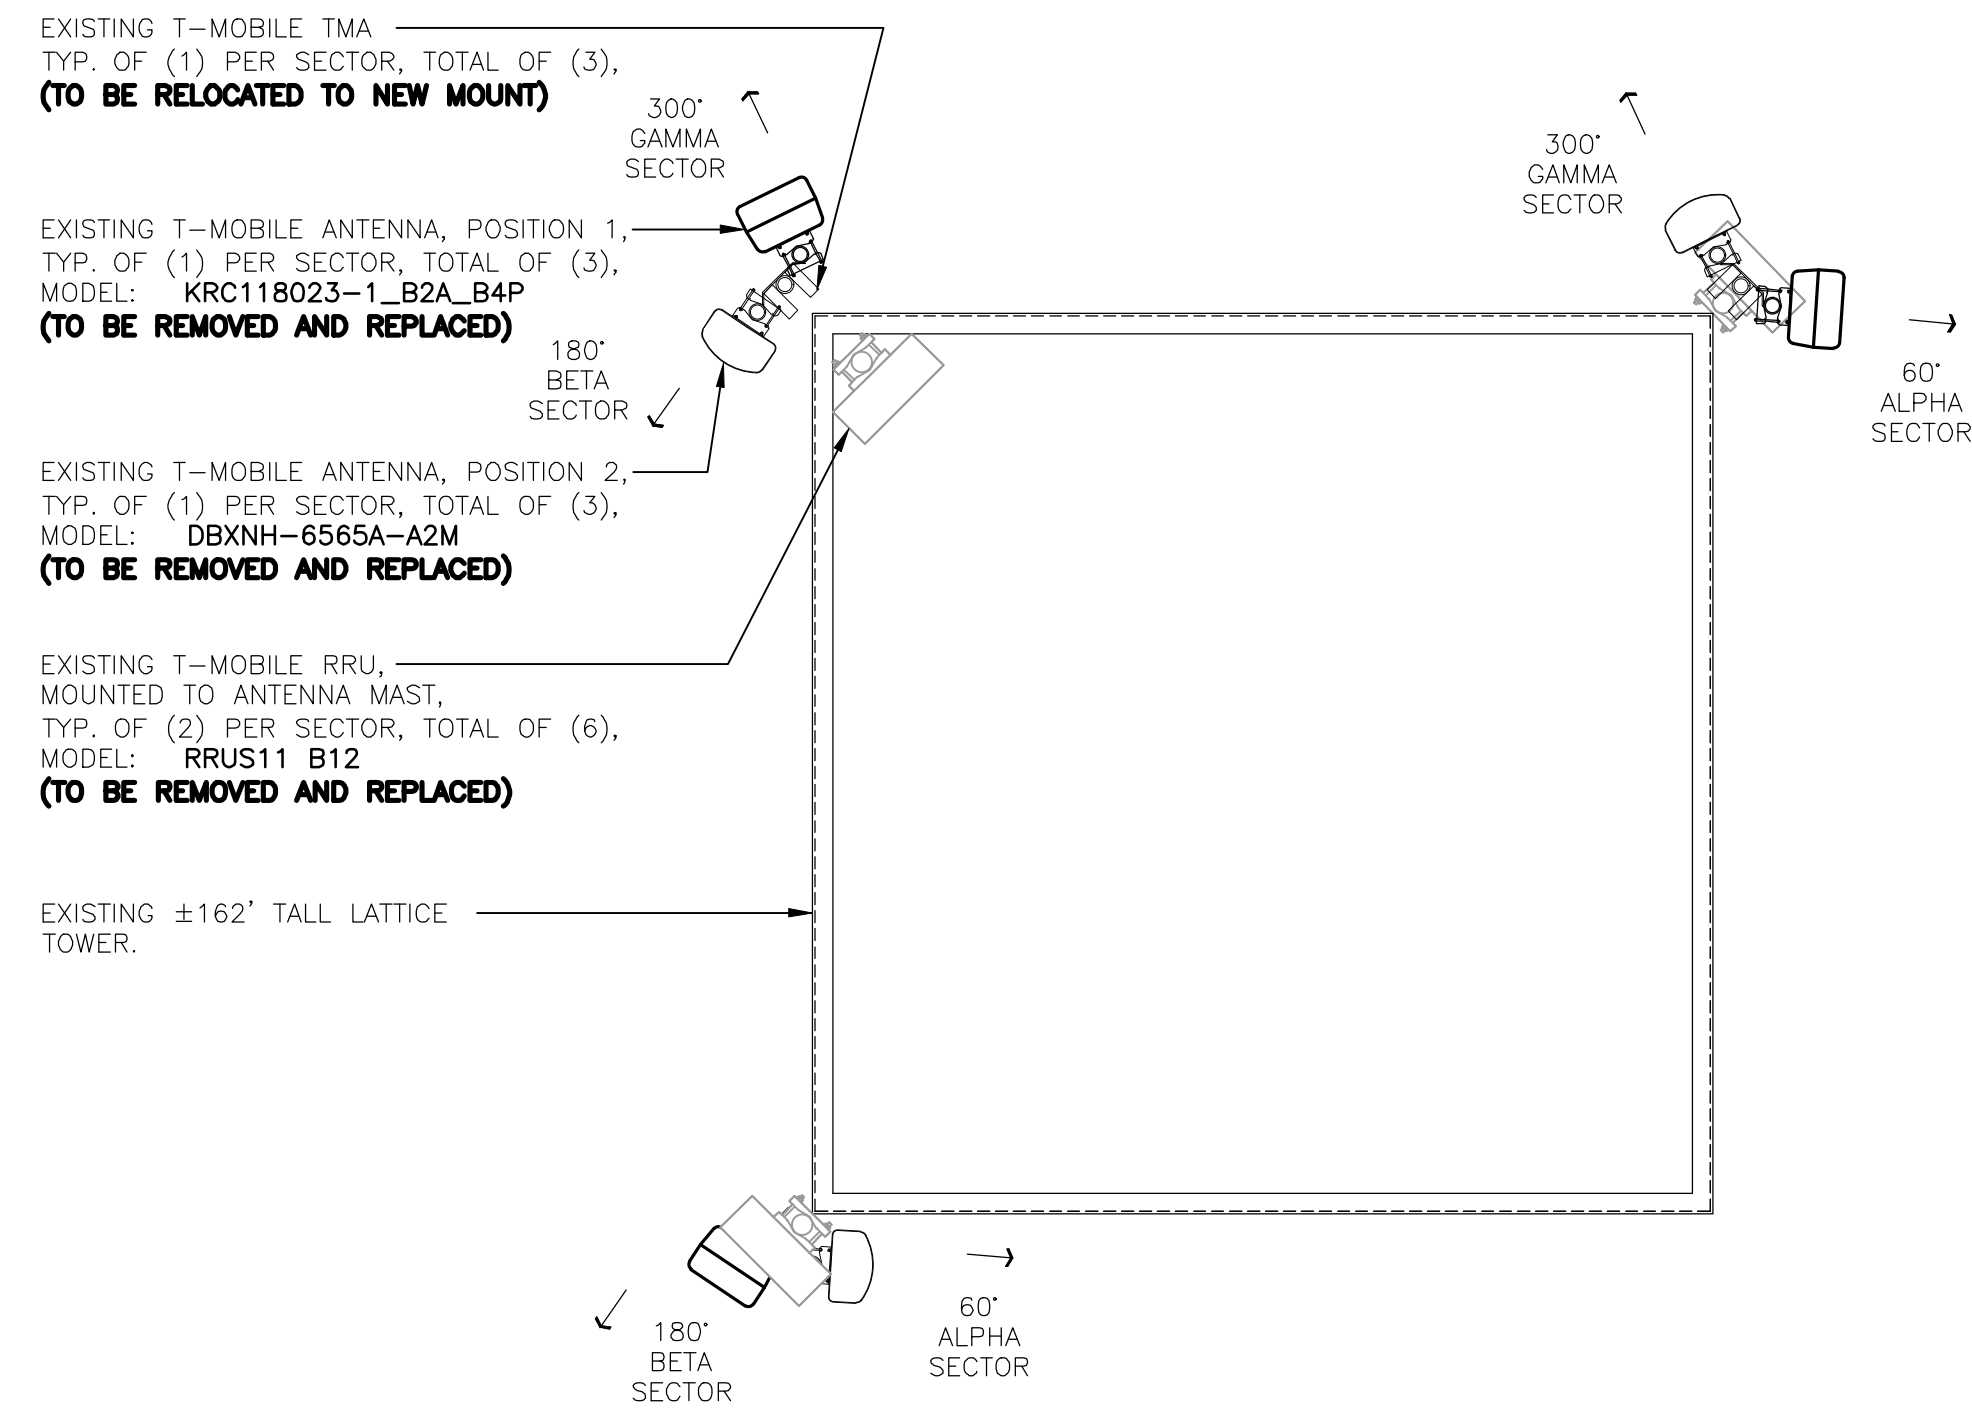 EXISTING T-MOBILE TMA
TYP. OF (1) PER SECTOR, TOTAL OF (3),
(TO BE RELOCATED TO NEW MOUNT)
300°
GAMMA
SECTOR
300°
GAMMA
SECTOR
EXISTING T-MOBILE ANTENNA, POSITION 1,
TYP. OF (1) PER SECTOR, TOTAL OF (3),
MODEL: KRC118023-1_B2A_B4P
(TO BE REMOVED AND REPLACED)
180°
BETA
SECTOR
60°
ALPHA
SECTOR
EXISTING T-MOBILE ANTENNA, POSITION 2,
TYP. OF (1) PER SECTOR, TOTAL OF (3),
MODEL: DBXNH-6565A-A2M
(TO BE REMOVED AND REPLACED)
EXISTING T-MOBILE RRU,
MOUNTED TO ANTENNA MAST,
TYP. OF (2) PER SECTOR, TOTAL OF (6),
MODEL: RRUS11 B12
(TO BE REMOVED AND REPLACED)
EXISTING ±162' TALL LATTICE
TOWER.
180°
BETA
SECTOR
60°
ALPHA
SECTOR